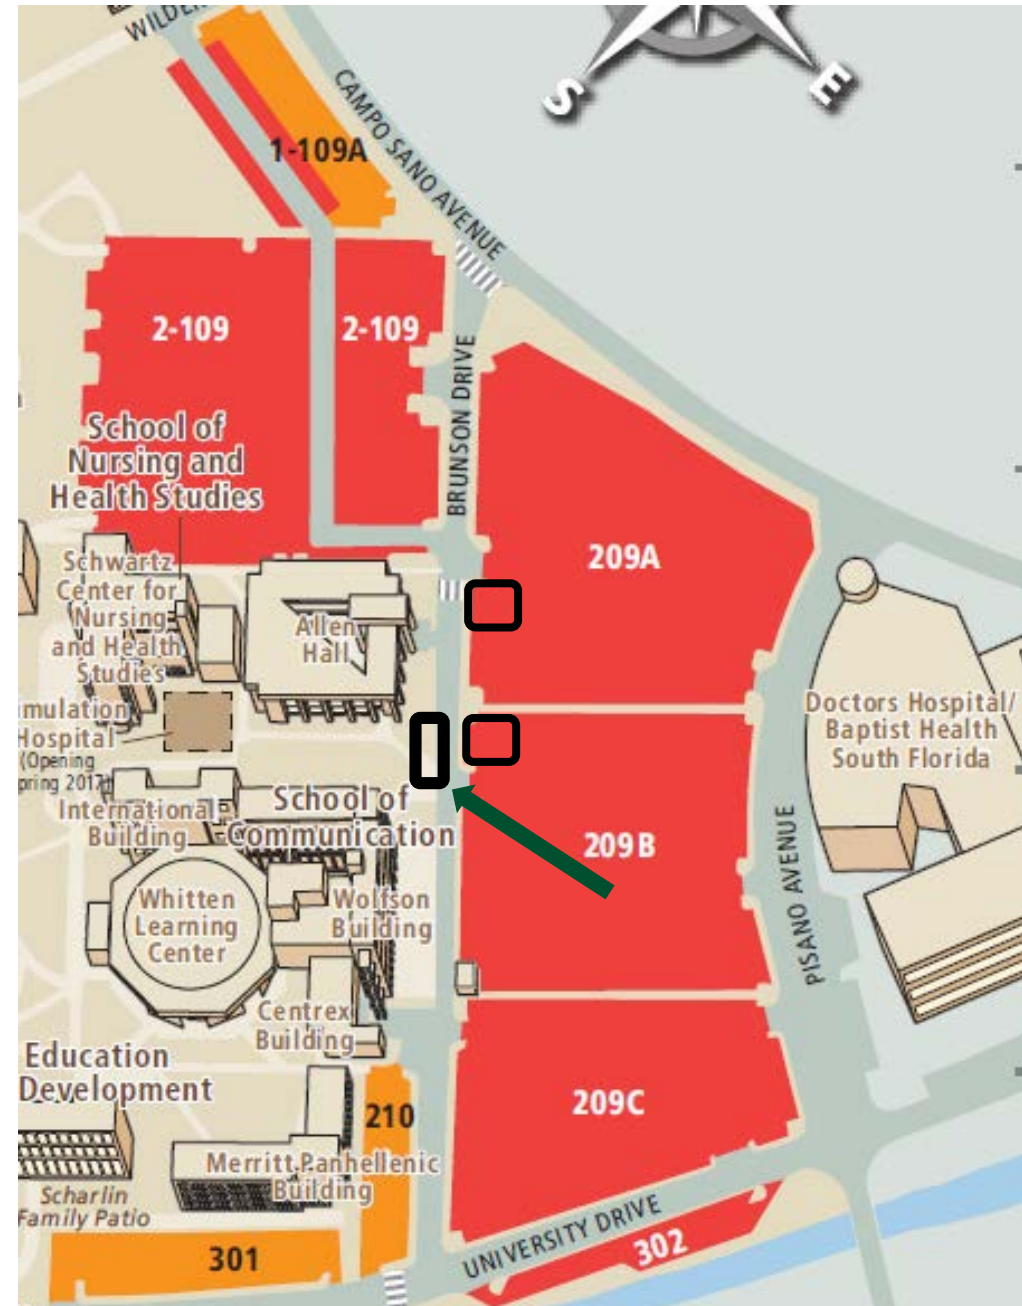 WILDER
S
E
CAMPO SANO AVENUE
1-109A
2-109
2-109
BRUNSON DRIVE
School of
Nursing and
Health Studies
209A
Schwartz
Center for
Nursing
and Health
Studies
Allen
Hall
imulation
Hospital
(Opening
pring 2017)
Doctors Hospital/
Baptist Health
South Florida
International
Building
School of
Communication
209B
PISANO AVENUE
Whitten
Learning
Center
Wolfson
Building
Centrex
Building
Education
Development
210
209C
Merritt Panhellenic
Building
Scharlin
Family Patio
301
UNIVERSITY DRIVE
302